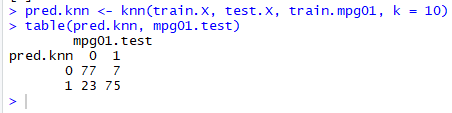 > pred.knn <- knn(train.X, test.X, train.mpg01, k = 10)
> table(pred.knn, mpg01.test)
        mpg01.test
pred.knn  0  1
       0 77  7
       1 23 75
>